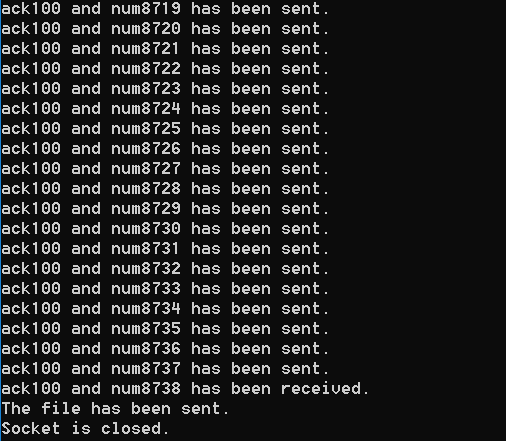 ack100 and num8719 has been sent.
ack100 and num8720 has been sent.
ack100 and num8721 has been sent.
ack100 and num8722 has been sent.
ack100 and num8723 has been sent.
ack100 and num8724 has been sent.
ack100 and num8725 has been sent.
ack100 and num8726 has been sent.
ack100 and num8727 has been sent.
ack100 and num8728 has been sent.
ack100 and num8729 has been sent.
ack100 and num8730 has been sent.
ack100 and num8731 has been sent.
ack100 and num8732 has been sent.
ack100 and num8733 has been sent.
ack100 and num8734 has been sent.
ack100 and num8735 has been sent.
ack100 and num8736 has been sent.
ack100 and num8737 has been sent.
ack100 and num8738 has been received.
The file has been sent.
Socket is closed.